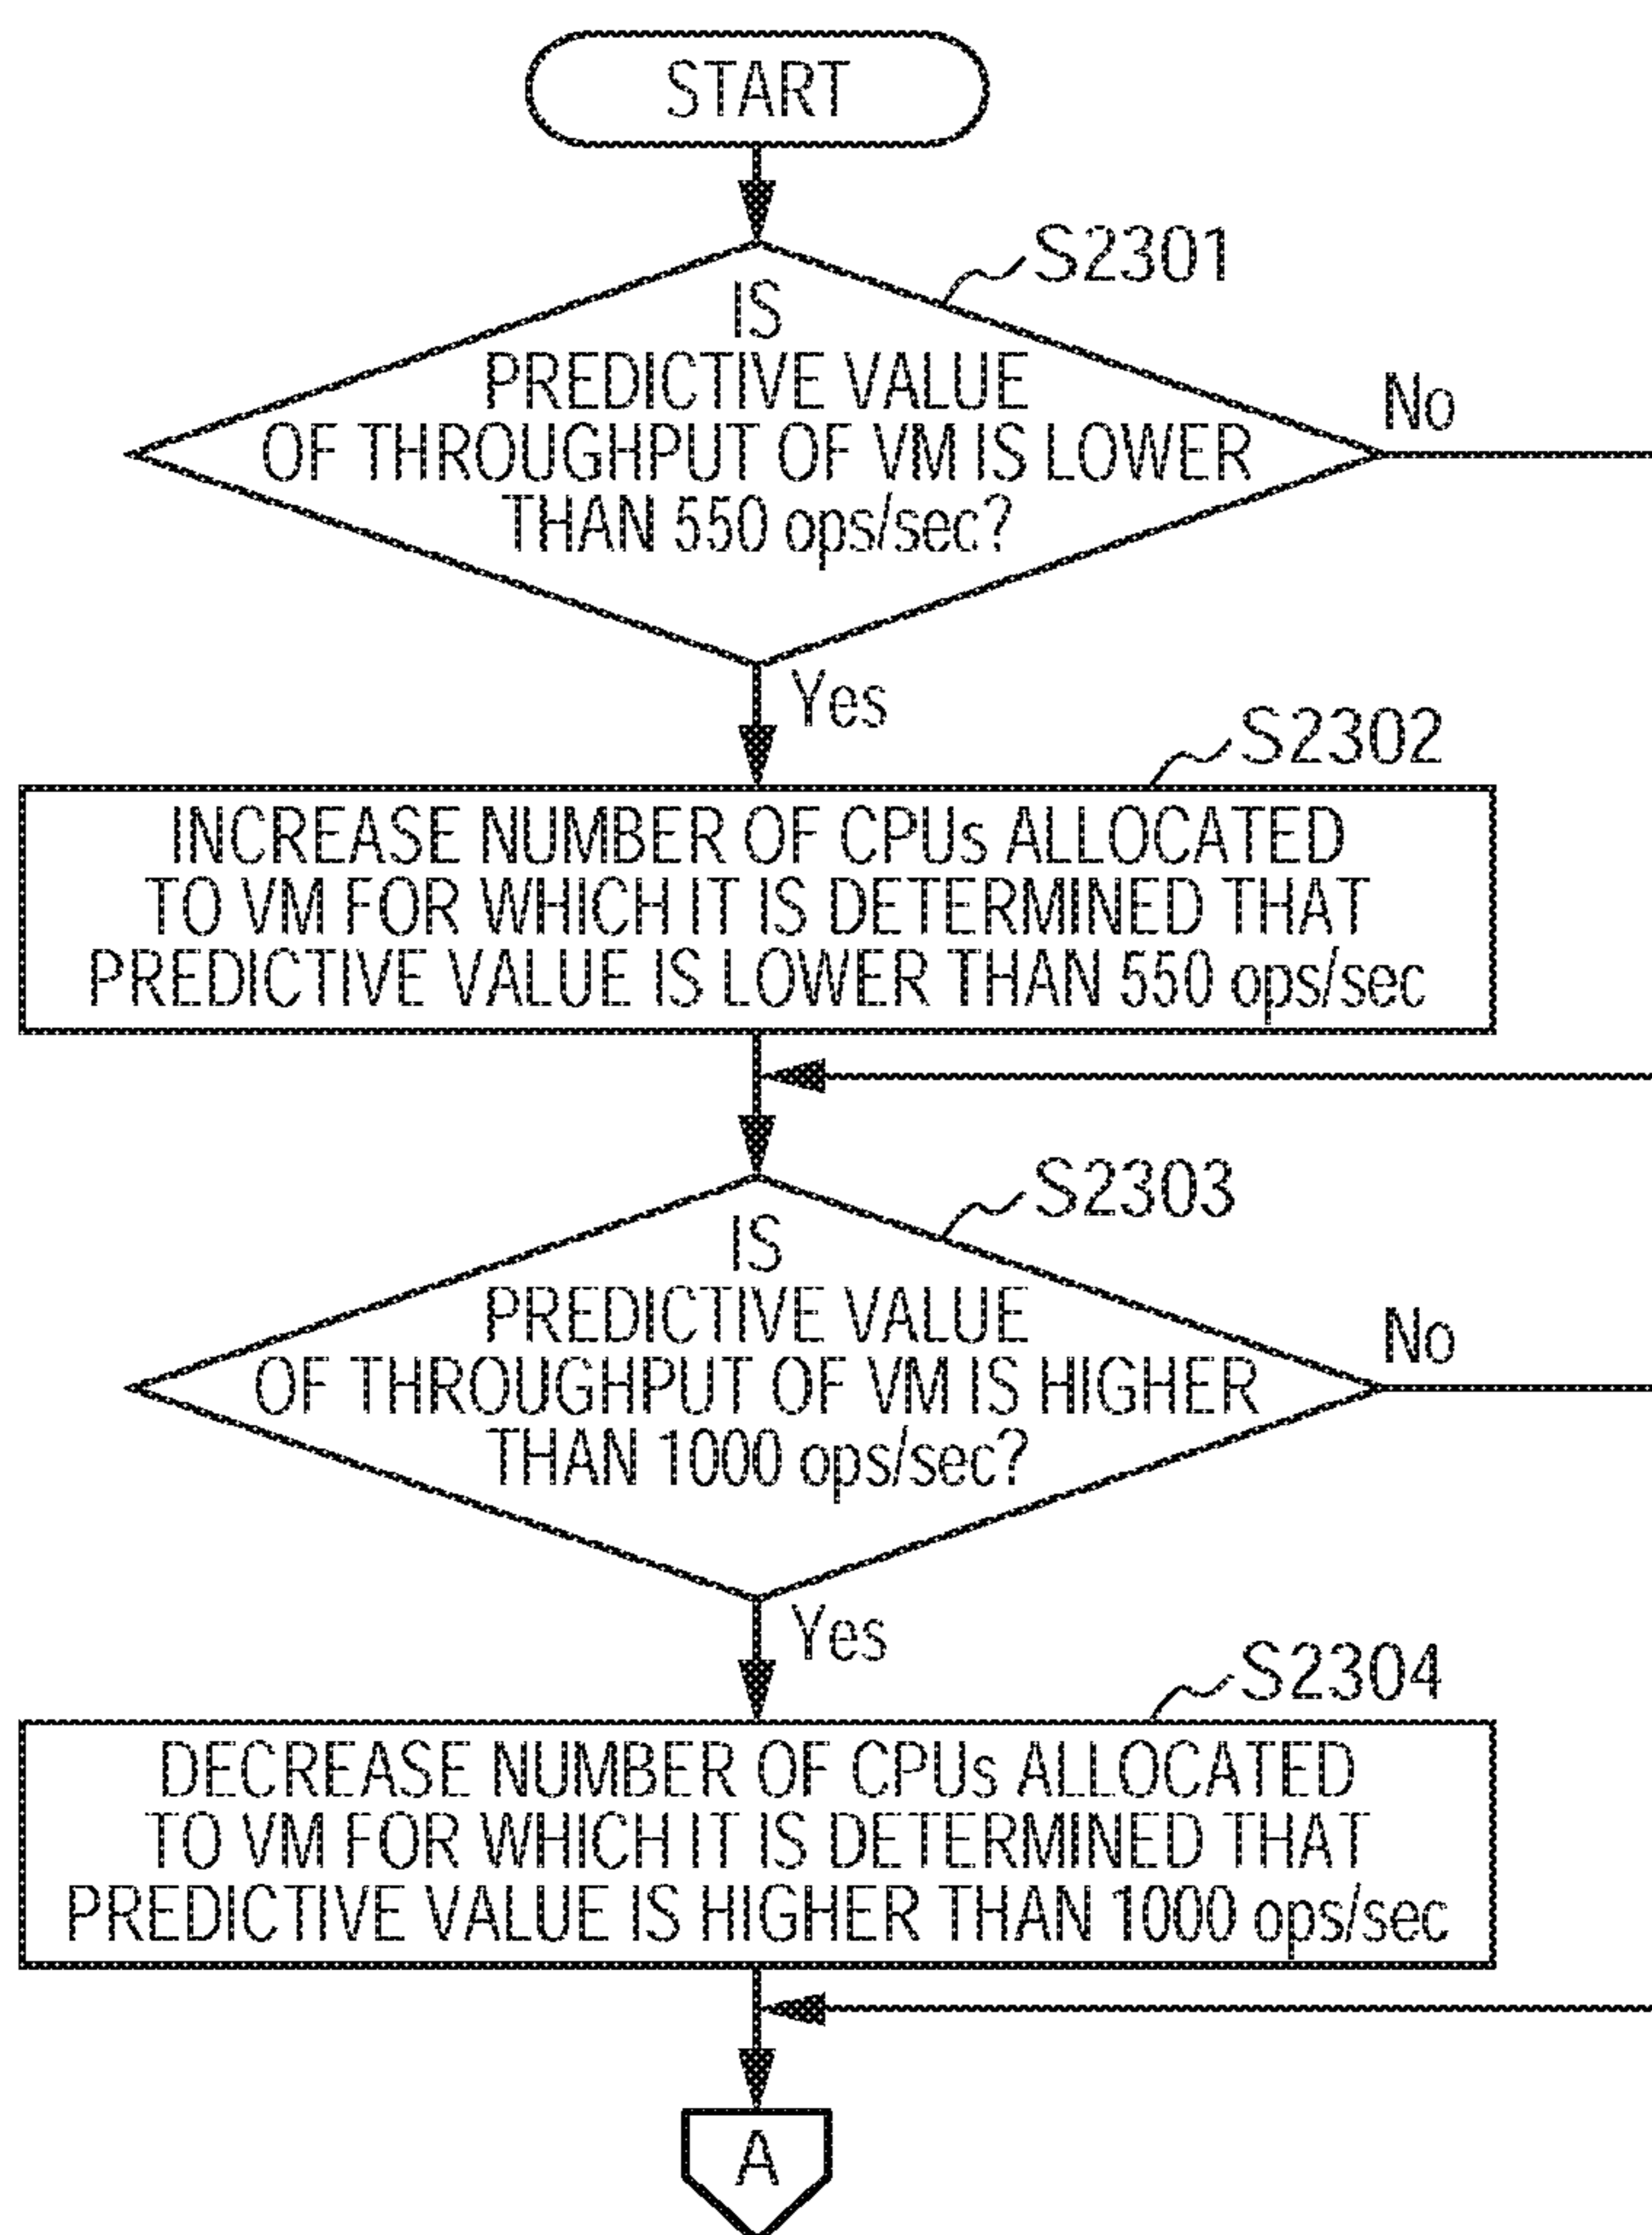 START
S2301
IS
PREDICTIVE VALUE
OF THROUGHPUT OF VM IS LOWER
THAN 550 ops/sec?
No
Yes
S2302
INCREASE NUMBER OF CPUs ALLOCATED
TO VM FOR WHICH IT IS DETERMINED THAT
PREDICTIVE VALUE IS LOWER THAN 550 ops/sec
S2303
IS
PREDICTIVE VALUE
OF THROUGHPUT OF VM IS HIGHER
THAN 1000 ops/sec?
No
Yes
S2304
DECREASE NUMBER OF CPUs ALLOCATED
TO VM FOR WHICH IT IS DETERMINED THAT
PREDICTIVE VALUE IS HIGHER THAN 1000 ops/sec
A